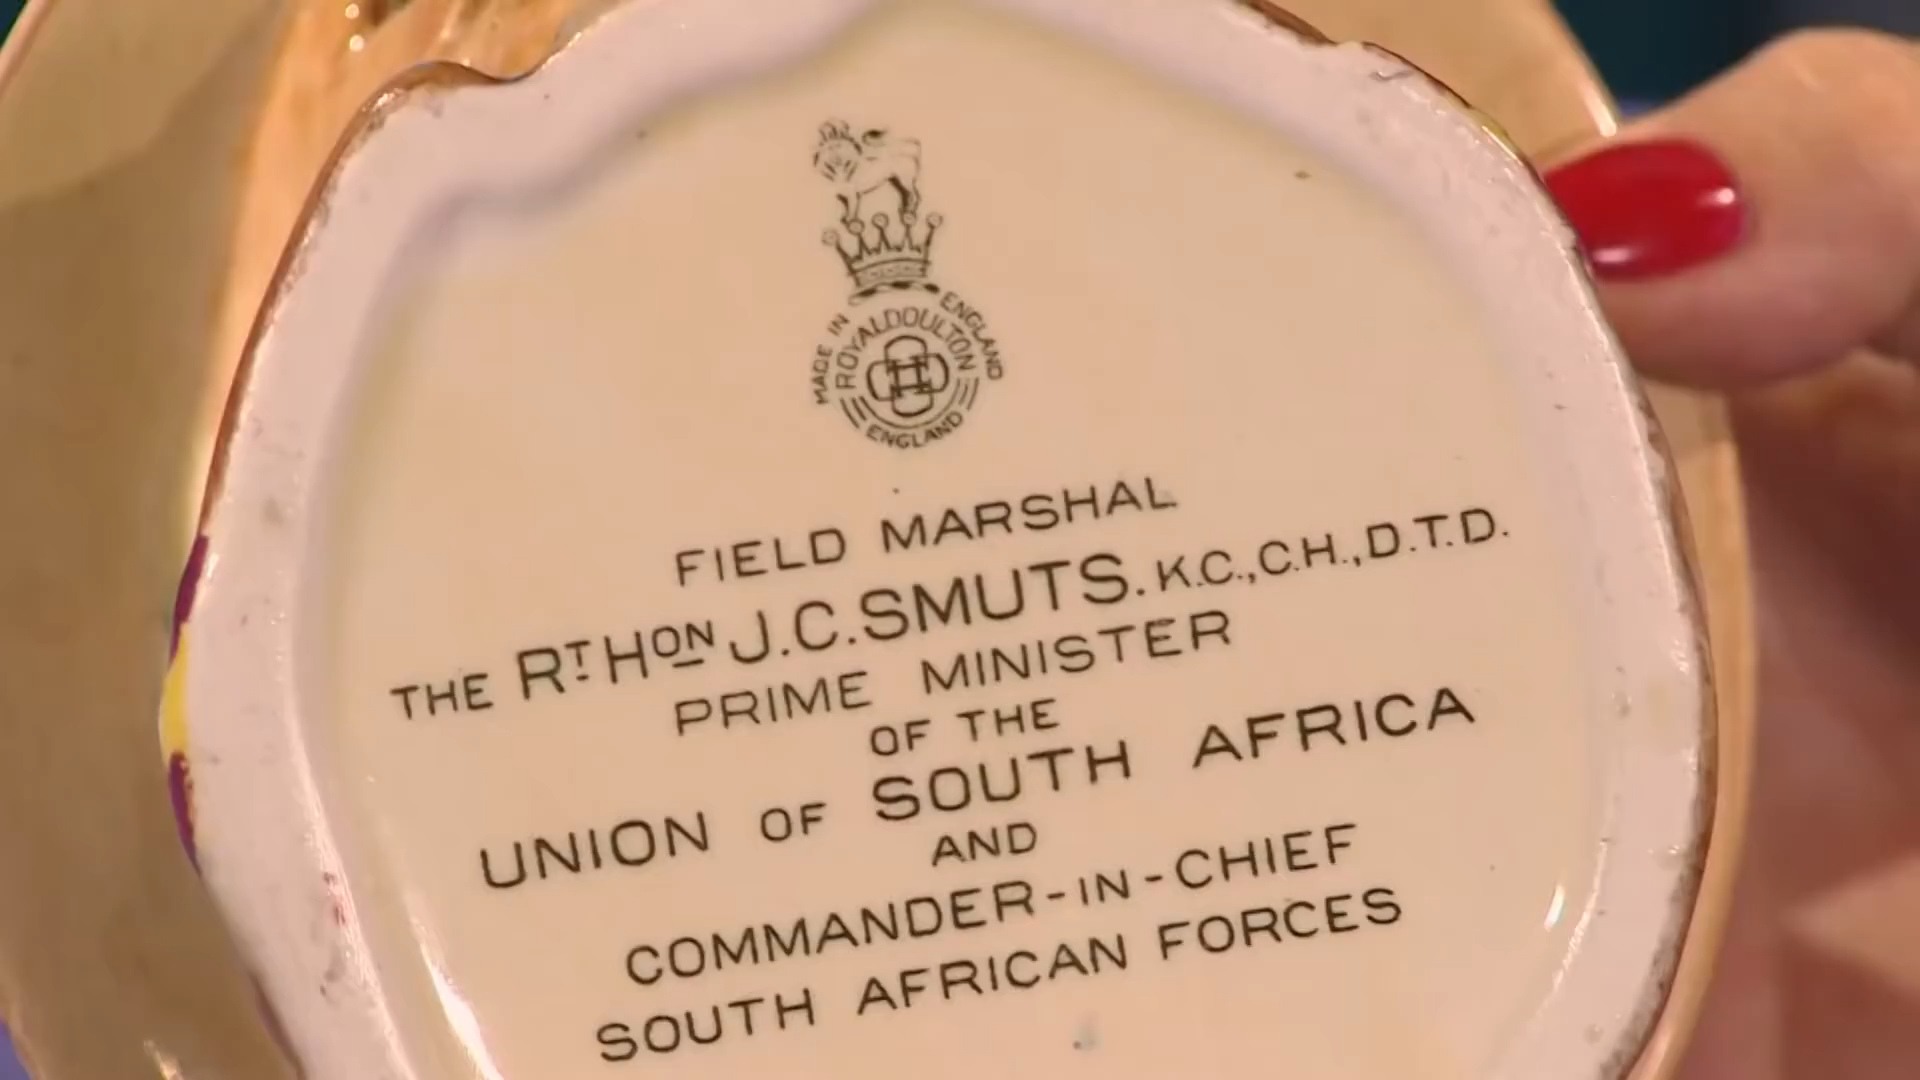 MADE IN ENGLAND
ROYAL DOULTON
ENGLAND
FIELD MARSHAL
THE RT HON J.C. SMUTS. K.C., C.H., D.T.D.
PRIME MINISTER
OF THE
UNION OF SOUTH AFRICA
AND
COMMANDER-IN-CHIEF
SOUTH AFRICAN FORCES